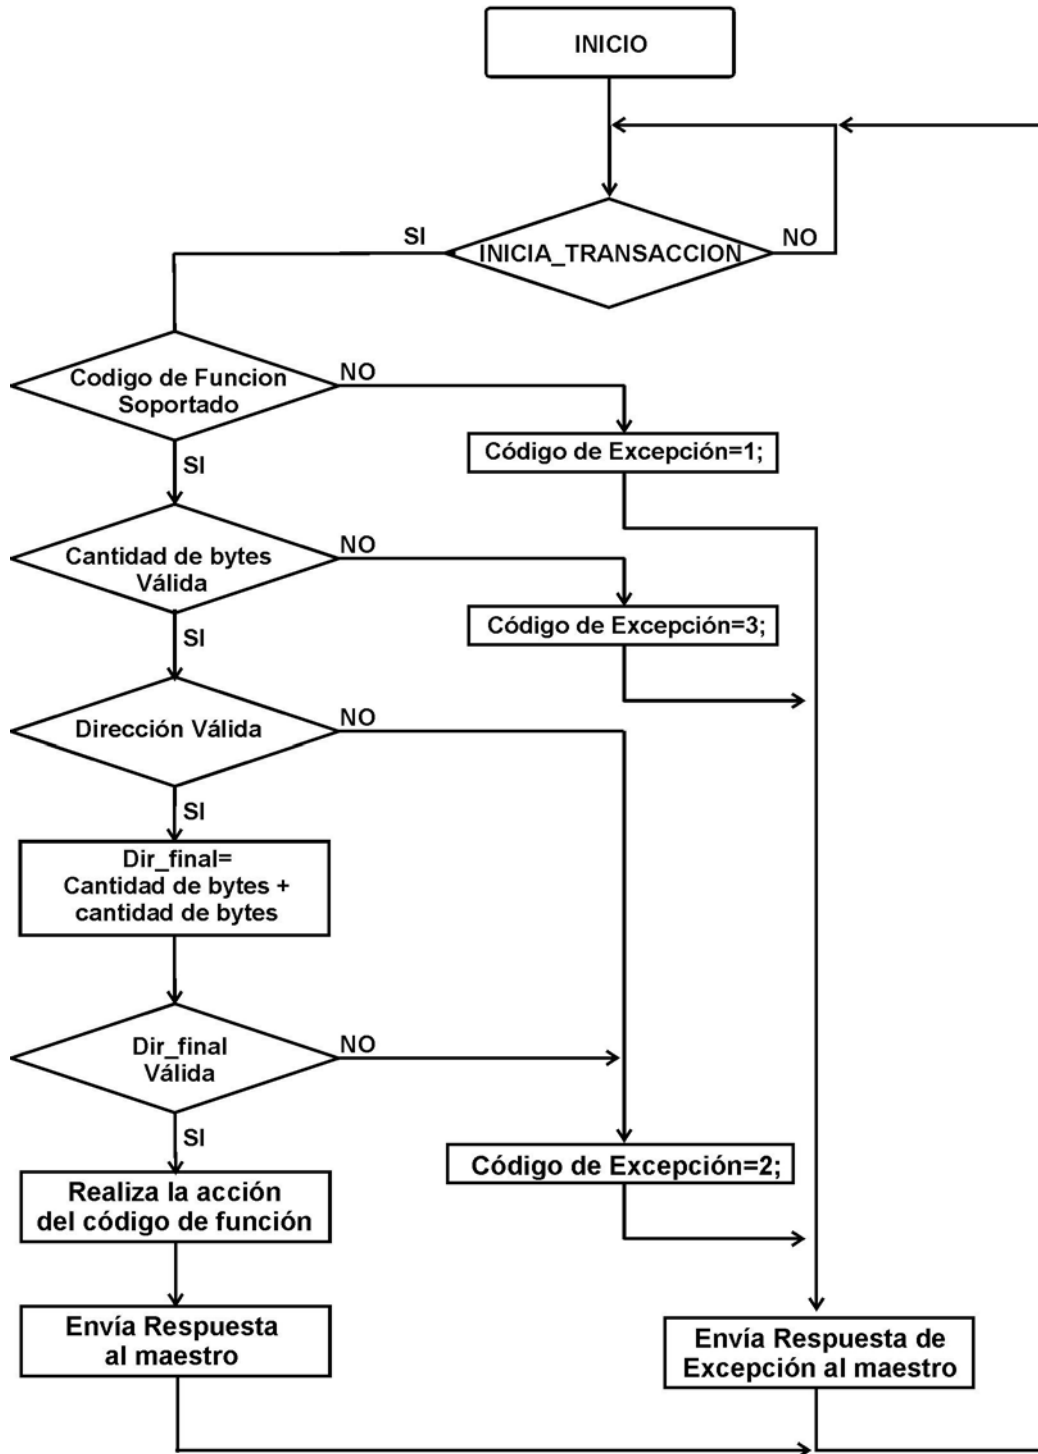 INICIO
SI
INICIA_TRANSACCION
NO
Codigo de Funcion
Soportado
NO
Código de Excepción=1;
SI
Cantidad de bytes
Válida
NO
Código de Excepción=3;
SI
Dirección Válida
NO
SI
Dir_final=
Cantidad de bytes +
cantidad de bytes
Dir_final
Válida
NO
SI
Código de Excepción=2;
Realiza la acción
del código de función
Envía Respuesta
al maestro
Envía Respuesta de
Excepción al maestro